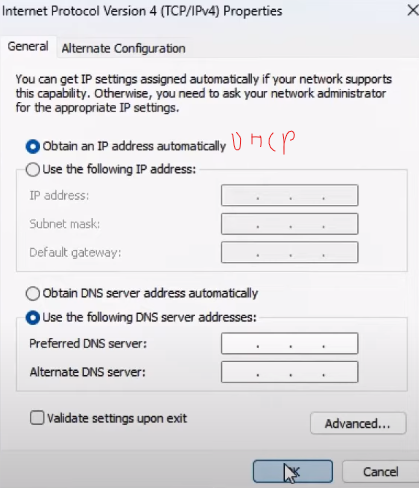 Internet Protocol Version 4 (TCP/IPv4) Properties
General Alternate Configuration
You can get IP settings assigned automatically if your network supports
this capability. Otherwise, you need to ask your network administrator
for the appropriate IP settings.
Obtain an IP address automatically DHCP
Use the following IP address:
IP address:
Subnet mask:
Default gateway:
Obtain DNS server address automatically
Use the following DNS server addresses:
Preferred DNS server:
Alternate DNS server:
Validate settings upon exit
Advanced...
OK Cancel